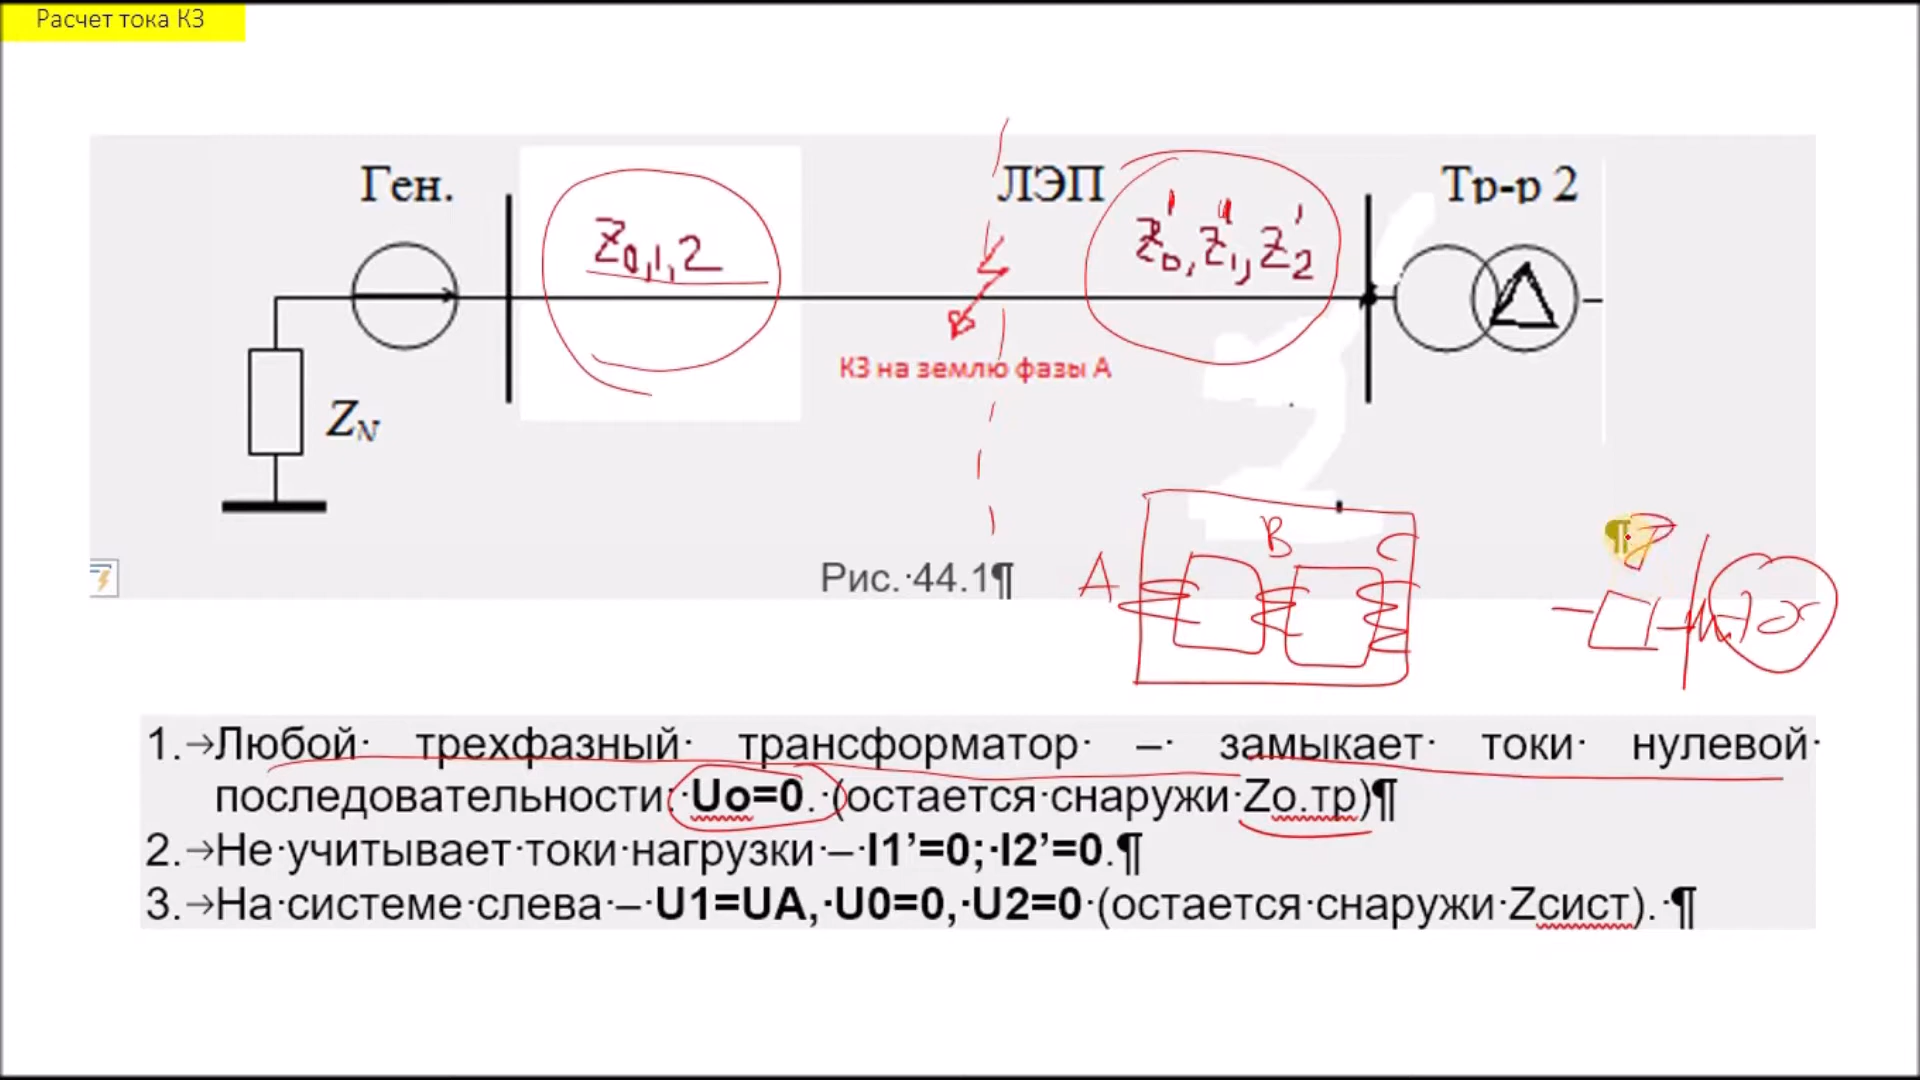 Расчет тока КЗ
Ген.
ЛЭП
Тр-р 2
Z0,1,2
Z'0, Z'1, Z'2
КЗ на землю фазы А
ZN
Рис.·44.1¶
A
B
C
1.→Любой· трехфазный· трансформатор· –· замыкает· токи· нулевой·
последовательности·Uo=0.·(остается·снаружи·Zo.тр)¶
2.→Не·учитывает·токи·нагрузки·–·I1’=0;·I2’=0.¶
3.→На·системе·слева·–·U1=UA,·U0=0,·U2=0·(остается·снаружи·Zсист).·¶